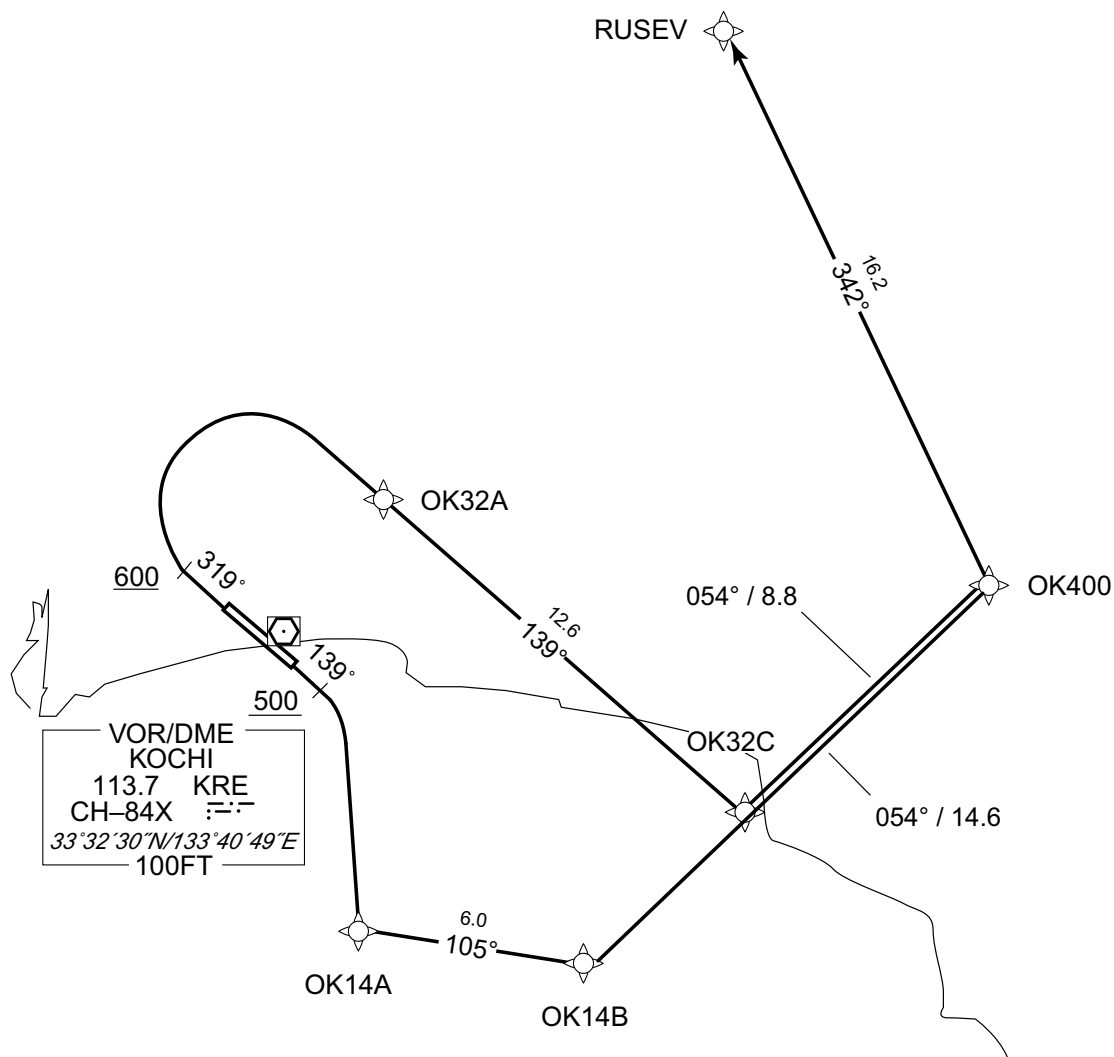 RUSEV
16.2
342°
OK32A
319°
600
12.6
139°
054° / 8.8
OK400
139°
500
OK32C
VOR/DME
KOCHI
113.7 KRE
CH–84X
33°32´30˝N/133°40´49˝E
100FT
054° / 14.6
6.0
105°
OK14A
OK14B